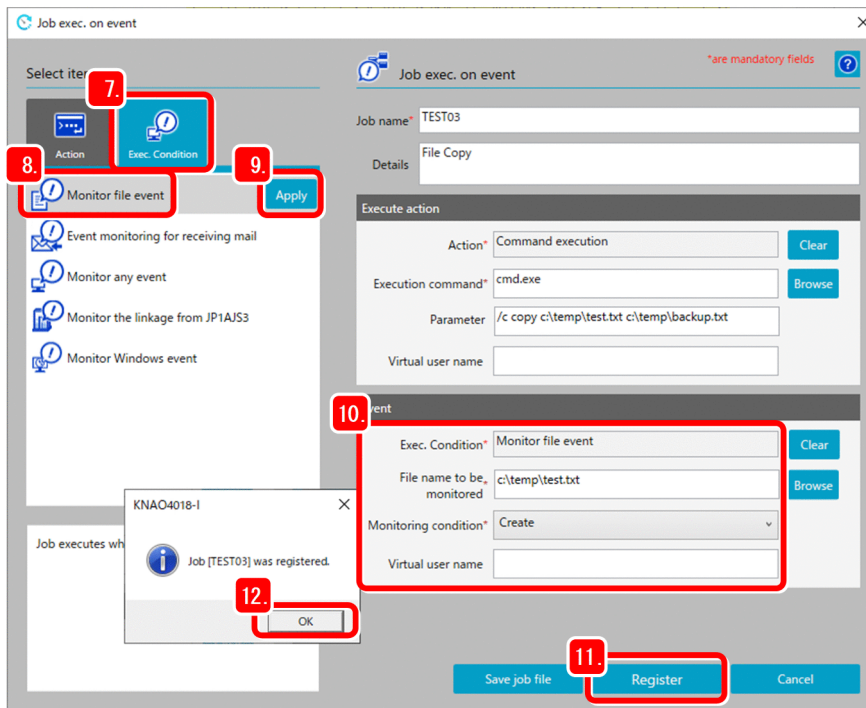 Job exec. on event
Select ite
7.
Action
Exec. Condition
8.
9.
Monitor file event
Apply
Event monitoring for receiving mail
Monitor any event
Monitor the linkage from JP1AJS3
Monitor Windows event
Job executes wh
KNAO4018-I
Job [TEST03] was registered.
12.
OK
Job exec. on event
*are mandatory fields
?
Job name* TEST03
Details File Copy
Execute action
Action* Command execution Clear
Execution command* cmd.exe Browse
Parameter /c copy c:\temp\test.txt c:\temp\backup.txt
Virtual user name
10.
vent
Exec. Condition* Monitor file event Clear
File name to be
monitored * c:\temp\test.txt Browse
Monitoring condition* Create
Virtual user name
11.
Save job file Register Cancel